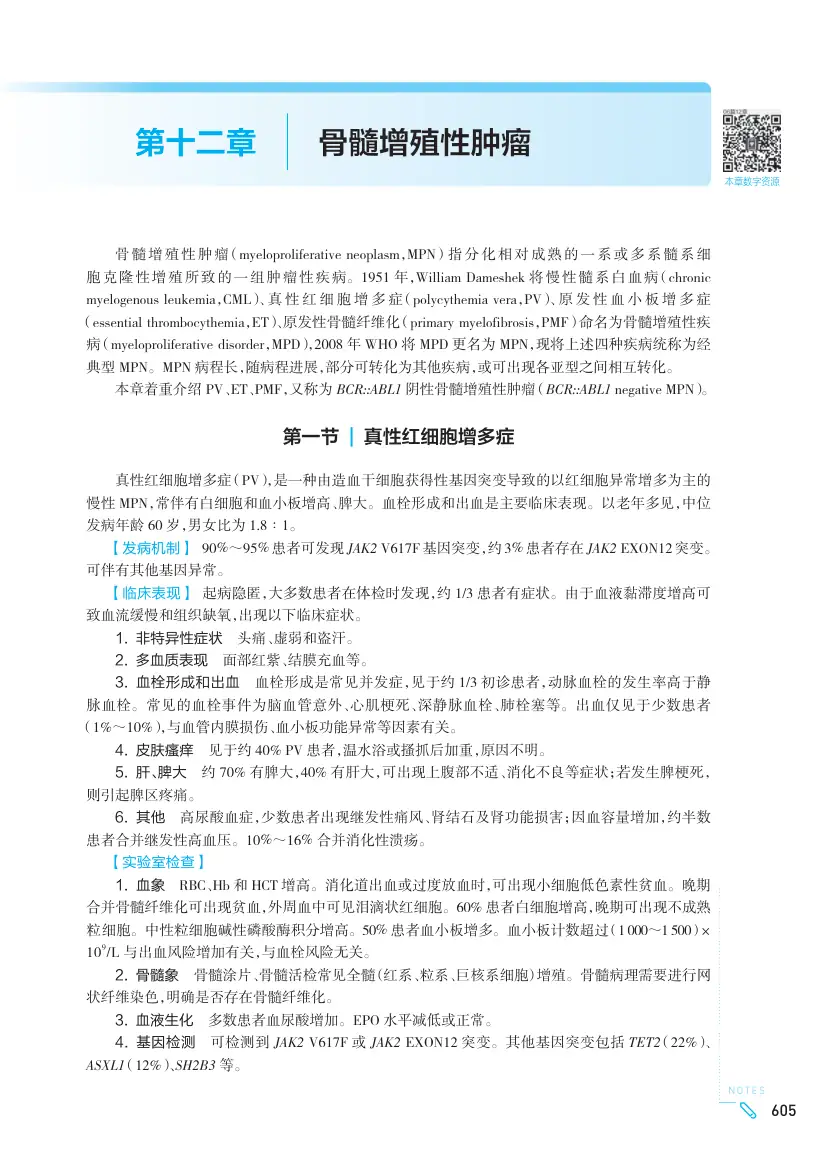 第十二章 骨髓增殖性肿瘤
06篇12章
本章数字资源
骨髓增殖性肿瘤（myeloproliferative neoplasm，MPN）指分化相对成熟的一系或多系髓系细
胞克隆性增殖所致的一组肿瘤性疾病。1951 年，William Dameshek 将慢性髓系白血病（chronic
myelogenous leukemia，CML）、真性红细胞增多症（polycythemia vera，PV）、原发性血小板增多症
（essential thrombocythemia，ET）、原发性骨髓纤维化（primary myelofibrosis，PMF）命名为骨髓增殖性疾
病（myeloproliferative disorder，MPD），2008 年 WHO 将 MPD 更名为 MPN，现将上述四种疾病统称为经
典型 MPN。MPN 病程长，随病程进展，部分可转化为其他疾病，或可出现各亚型之间相互转化。
本章着重介绍 PV、ET、PMF，又称为 BCR::ABL1 阴性骨髓增殖性肿瘤（BCR::ABL1 negative MPN）。
第一节 | 真性红细胞增多症
真性红细胞增多症（PV），是一种由造血干细胞获得性基因突变导致的以红细胞异常增多为主的
慢性 MPN，常伴有白细胞和血小板增高、脾大。血栓形成和出血是主要临床表现。以老年多见，中位
发病年龄 60 岁，男女比为 1.8∶1。
【发病机制】 90%～95% 患者可发现 JAK2 V617F 基因突变，约 3% 患者存在 JAK2 EXON12 突变。
可伴有其他基因异常。
【临床表现】 起病隐匿，大多数患者在体检时发现，约 1/3 患者有症状。由于血液黏滞度增高可
致血流缓慢和组织缺氧，出现以下临床症状。
1. 非特异性症状 头痛、虚弱和盗汗。
2. 多血质表现 面部红紫、结膜充血等。
3. 血栓形成和出血 血栓形成是常见并发症，见于约 1/3 初诊患者，动脉血栓的发生率高于静
脉血栓。常见的血栓事件为脑血管意外、心肌梗死、深静脉血栓、肺栓塞等。出血仅见于少数患者
（1%～10%），与血管内膜损伤、血小板功能异常等因素有关。
4. 皮肤瘙痒 见于约 40% PV 患者，温水浴或搔抓后加重，原因不明。
5. 肝、脾大 约 70% 有脾大，40% 有肝大，可出现上腹部不适、消化不良等症状；若发生脾梗死，
则引起脾区疼痛。
6. 其他 高尿酸血症，少数患者出现继发性痛风、肾结石及肾功能损害；因血容量增加，约半数
患者合并继发性高血压。10%～16% 合并消化性溃疡。
【实验室检查】
1. 血象 RBC、Hb 和 HCT 增高。消化道出血或过度放血时，可出现小细胞低色素性贫血。晚期
合并骨髓纤维化可出现贫血，外周血中可见泪滴状红细胞。60% 患者白细胞增高，晚期可出现不成熟
粒细胞。中性粒细胞碱性磷酸酶积分增高。50% 患者血小板增多。血小板计数超过（1 000～1 500）×
10⁹/L 与出血风险增加有关，与血栓风险无关。
2. 骨髓象 骨髓涂片、骨髓活检常见全髓（红系、粒系、巨核系细胞）增殖。骨髓病理需要进行网
状纤维染色，明确是否存在骨髓纤维化。
3. 血液生化 多数患者血尿酸增加。EPO 水平减低或正常。
4. 基因检测 可检测到 JAK2 V617F 或 JAK2 EXON12 突变。其他基因突变包括 TET2（22%）、
ASXL1（12%）、SH2B3 等。
NOTES
605